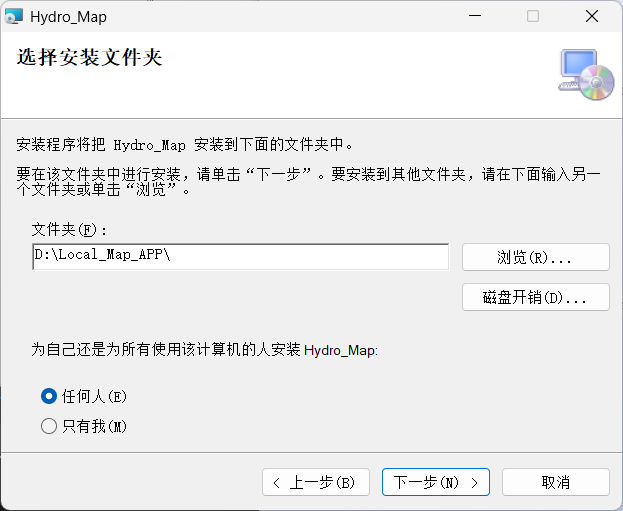 Hydro_Map
选择安装文件夹
安装程序将把 Hydro_Map 安装到下面的文件夹中。
要在该文件夹中进行安装，请单击“下一步”。要安装到其他文件夹，请在下面输入另一
个文件夹或单击“浏览”。
文件夹(F)：
D:\Local_Map_APP\
浏览(R)...
磁盘开销(D)...
为自己还是为所有使用该计算机的人安装 Hydro_Map:
任何人(E)
只有我(M)
< 上一步(B)
下一步(N) >
取消